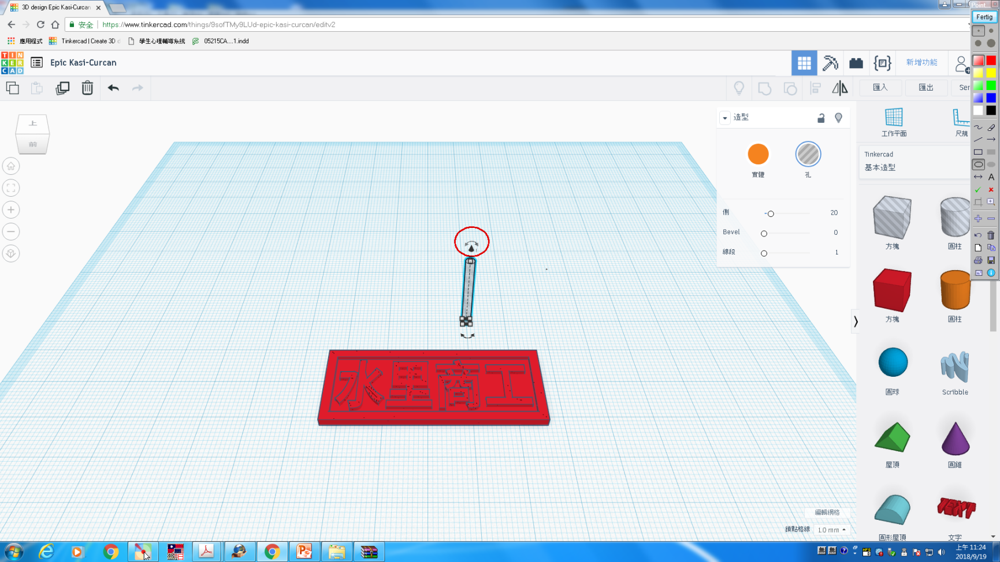 3D design Epic Kasi-Curcan
Point
安全 https://www.tinkercad.com/things/9sofTMy9LUd-epic-kasi-curcan/editv2
Fertig
應用程式 Tinkercad | Create 3D d 學生心理輔導系統 05215CA....1.indd
TIN
KER
CAD
Epic Kasi-Curcan
新增功能
匯入 匯出 Ser
上
前
造型
實體 孔
側 20
Bevel 0
線段 1
工作平面 尺規
Tinkercad
基本造型
A
方塊 圓柱
方塊 圓柱
圓球 Scribble
屋頂 圓錐
TEXT
圓形屋頂 文字
水里商工
編輯網格
鎖點格線 1.0 mm
上午 11:24
2018/9/19